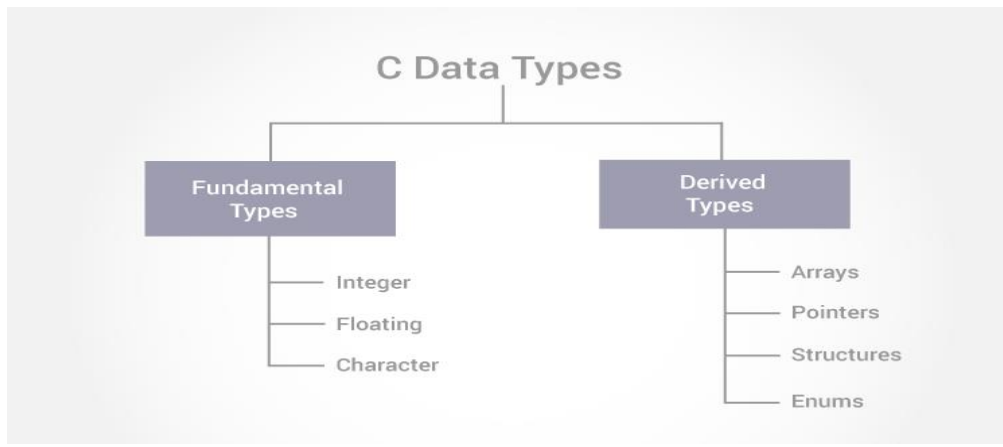 C Data Types
Fundamental
Types
Integer
Floating
Character
Derived
Types
Arrays
Pointers
Structures
Enums